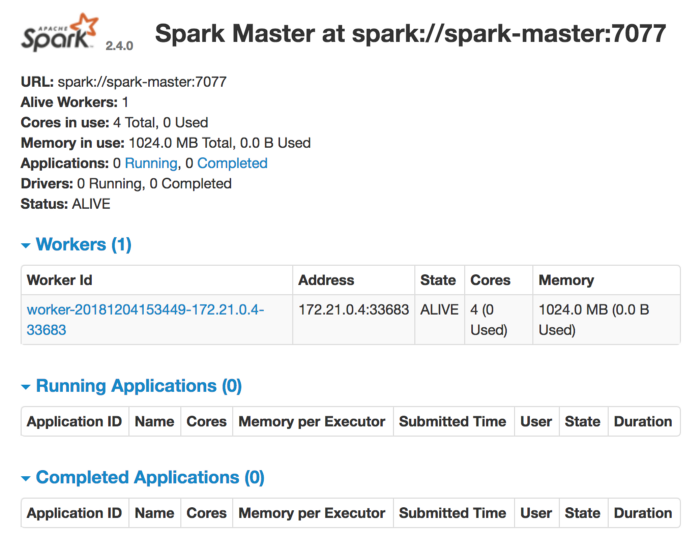 APACHE
Spark 2.4.0
Spark Master at spark://spark-master:7077
URL: spark://spark-master:7077
Alive Workers: 1
Cores in use: 4 Total, 0 Used
Memory in use: 1024.0 MB Total, 0.0 B Used
Applications: 0 Running, 0 Completed
Drivers: 0 Running, 0 Completed
Status: ALIVE
Workers (1)
Worker Id Address State Cores Memory
worker-20181204153449-172.21.0.4- 172.21.0.4:33683 ALIVE 4 (0 1024.0 MB (0.0 B
33683 Used) Used)
Running Applications (0)
Application ID Name Cores Memory per Executor Submitted Time User State Duration
Completed Applications (0)
Application ID Name Cores Memory per Executor Submitted Time User State Duration